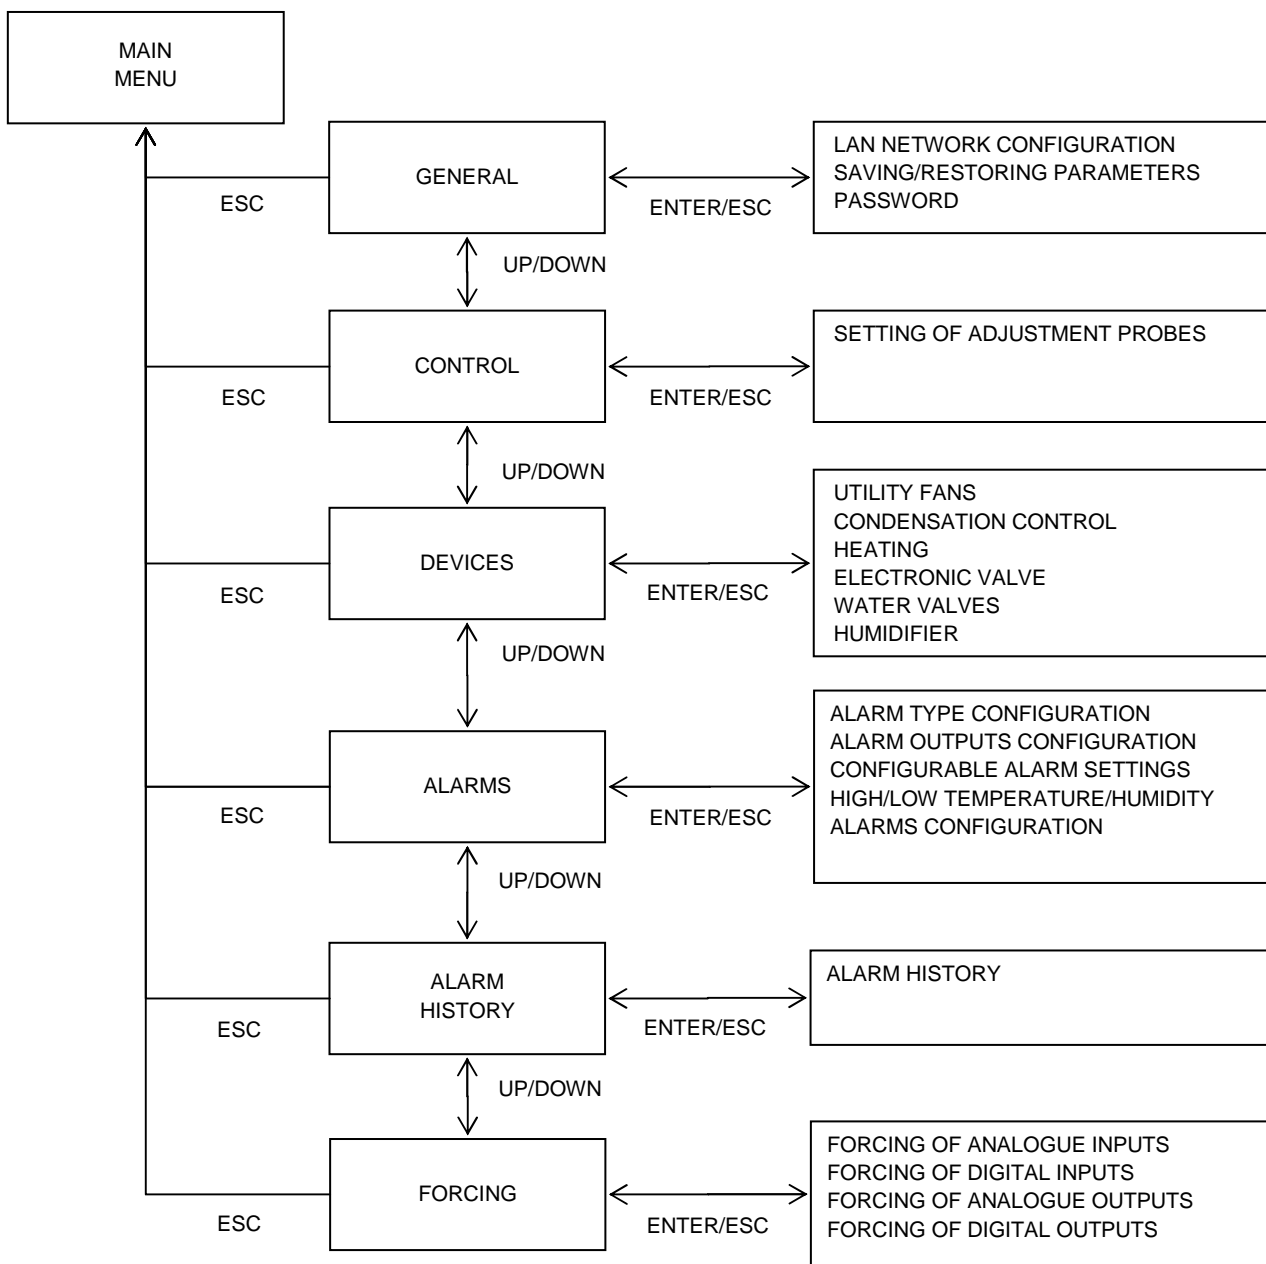 MAIN
MENU
GENERAL
LAN NETWORK CONFIGURATION
SAVING/RESTORING PARAMETERS
PASSWORD
ESC
ENTER/ESC
UP/DOWN
CONTROL
SETTING OF ADJUSTMENT PROBES
ESC
ENTER/ESC
UP/DOWN
DEVICES
UTILITY FANS
CONDENSATION CONTROL
HEATING
ELECTRONIC VALVE
WATER VALVES
HUMIDIFIER
ESC
ENTER/ESC
UP/DOWN
ALARMS
ALARM TYPE CONFIGURATION
ALARM OUTPUTS CONFIGURATION
CONFIGURABLE ALARM SETTINGS
HIGH/LOW TEMPERATURE/HUMIDITY
ALARMS CONFIGURATION
ESC
ENTER/ESC
UP/DOWN
ALARM
HISTORY
ALARM HISTORY
ESC
ENTER/ESC
UP/DOWN
FORCING
FORCING OF ANALOGUE INPUTS
FORCING OF DIGITAL INPUTS
FORCING OF ANALOGUE OUTPUTS
FORCING OF DIGITAL OUTPUTS
ESC
ENTER/ESC